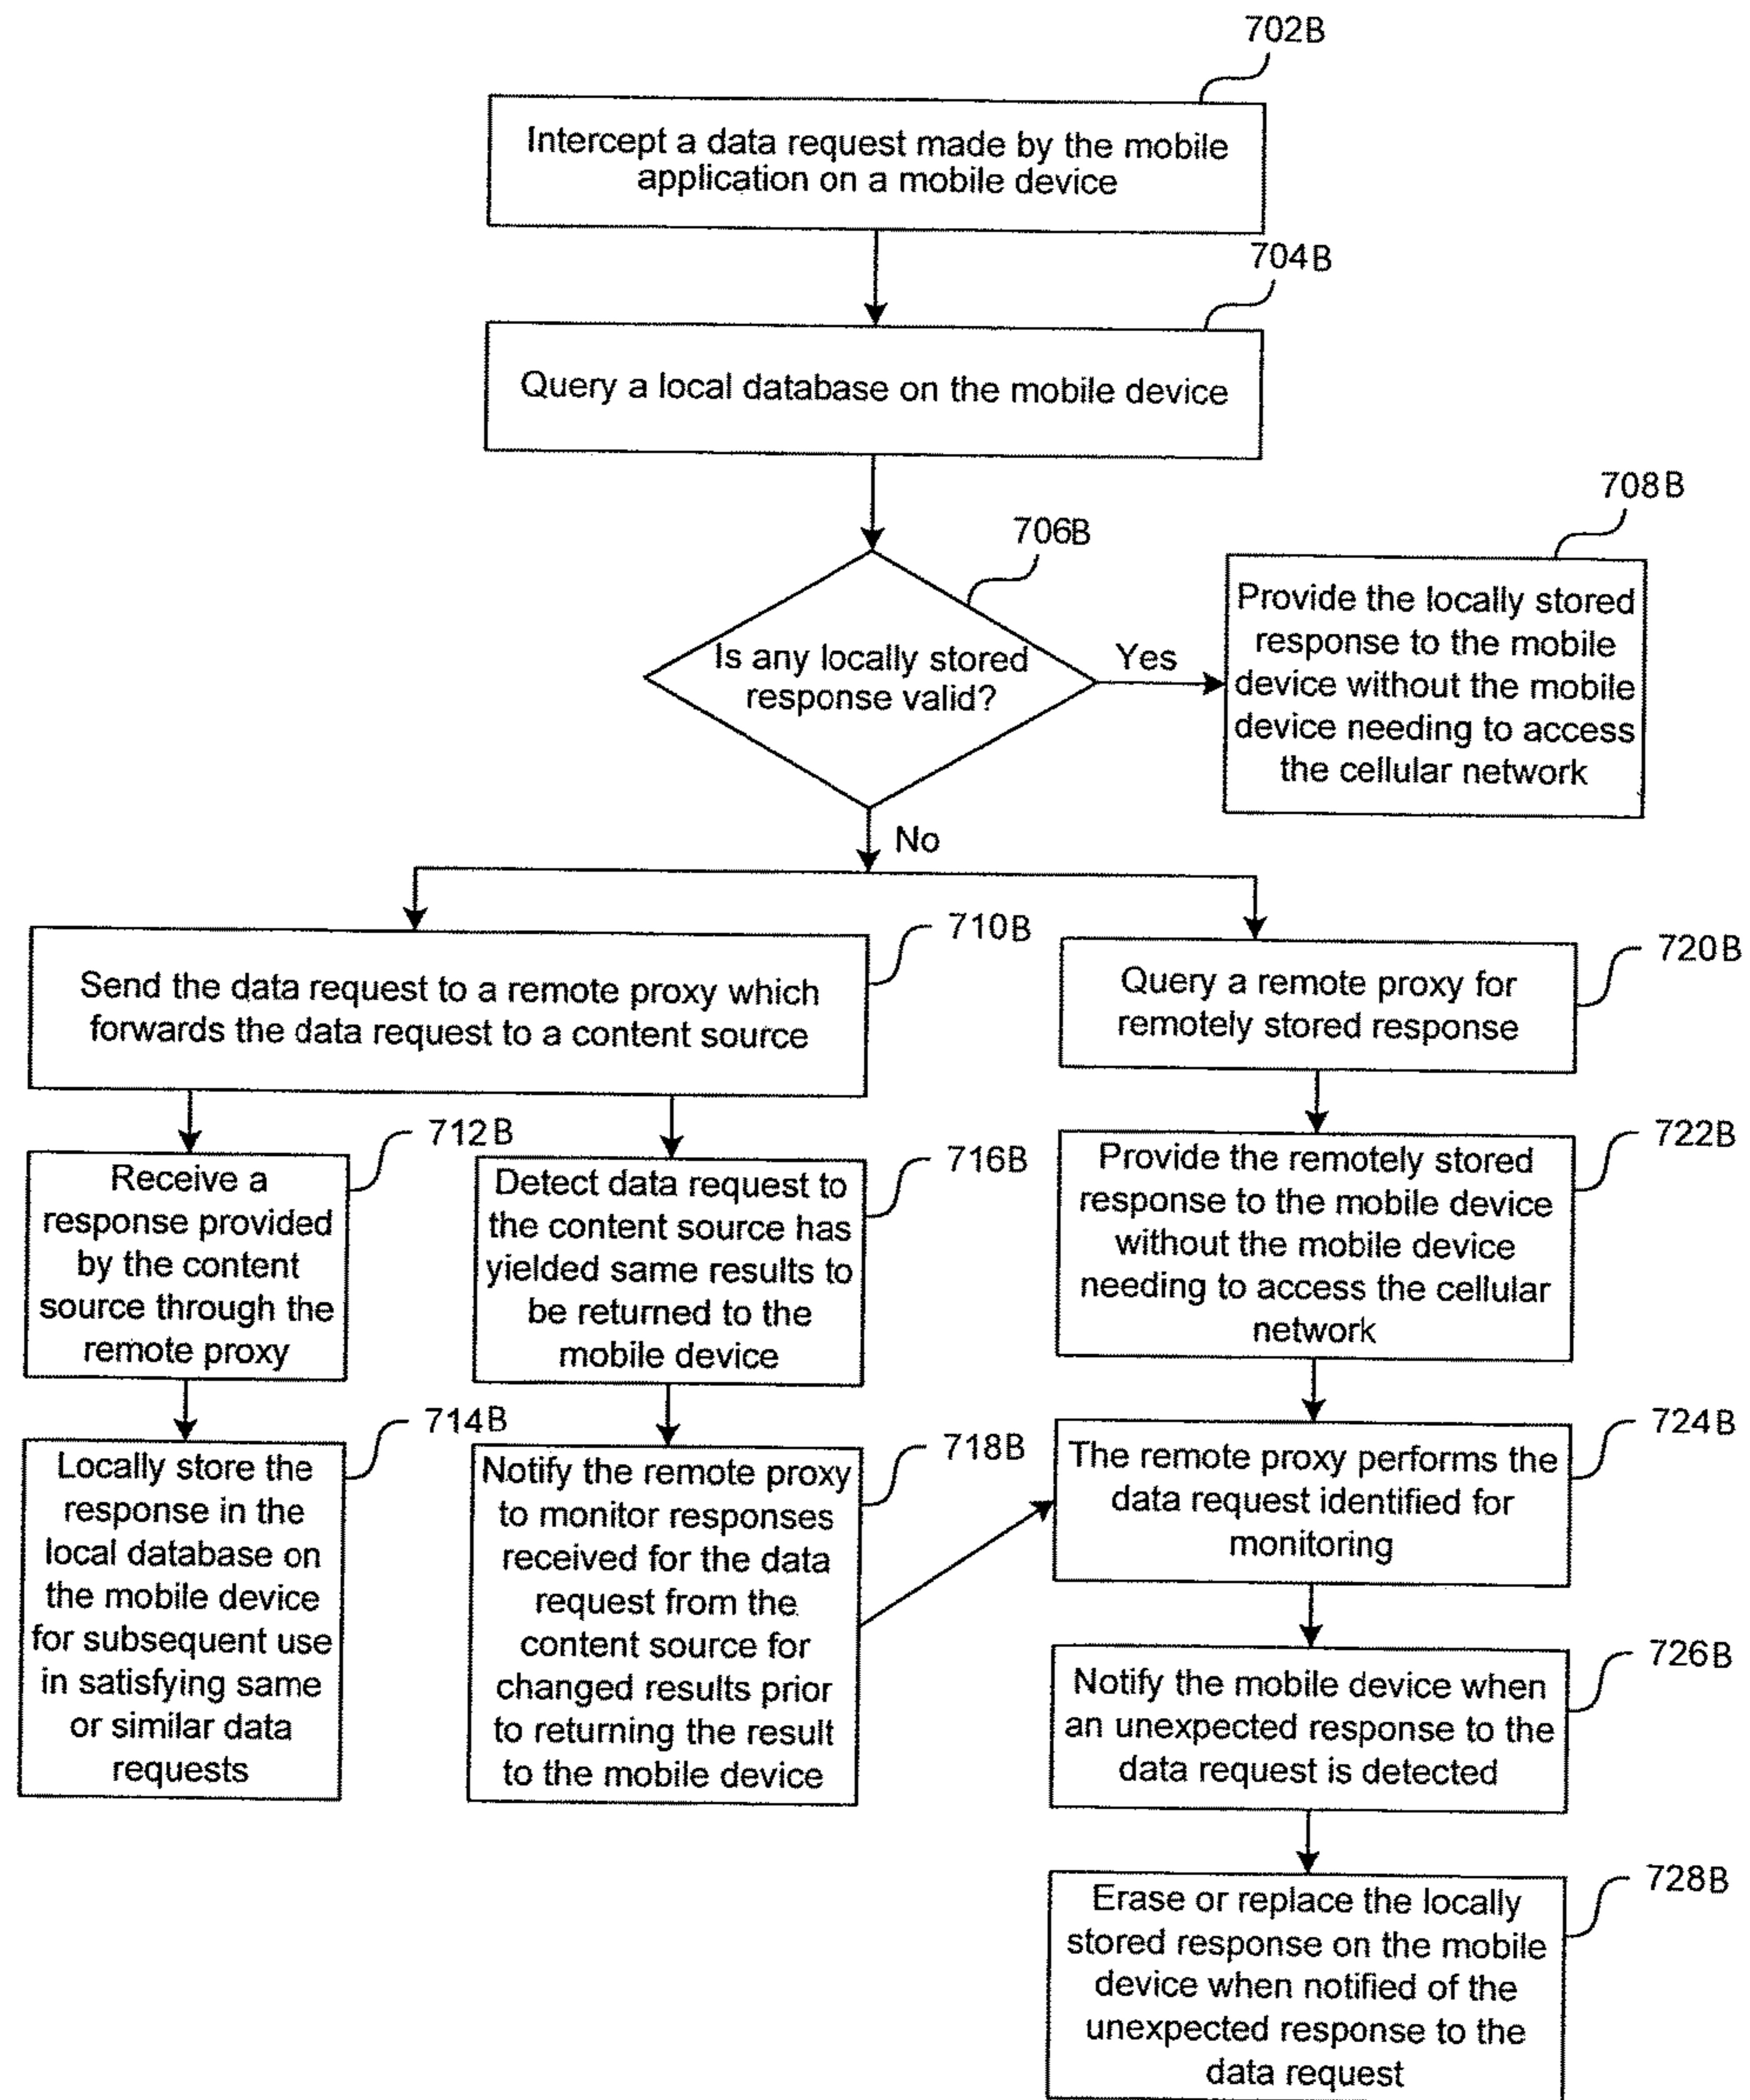 702B
Intercept a data request made by the mobile
application on a mobile device
704B
Query a local database on the mobile device
706B
Is any locally stored
response valid?
Yes
708B
Provide the locally stored
response to the mobile
device without the mobile
device needing to access
the cellular network
No
710B
Send the data request to a remote proxy which
forwards the data request to a content source
712B
Receive a
response provided
by the content
source through the
remote proxy
714B
Locally store the
response in the
local database on
the mobile device
for subsequent use
in satisfying same
or similar data
requests
716B
Detect data request to
the content source has
yielded same results to
be returned to the
mobile device
718B
Notify the remote proxy
to monitor responses
received for the data
request from the
content source for
changed results prior
to returning the result
to the mobile device
720B
Query a remote proxy for
remotely stored response
722B
Provide the remotely stored
response to the mobile device
without the mobile device
needing to access the cellular
network
724B
The remote proxy performs the
data request identified for
monitoring
726B
Notify the mobile device when
an unexpected response to the
data request is detected
728B
Erase or replace the locally
stored response on the mobile
device when notified of the
unexpected response to the
data request